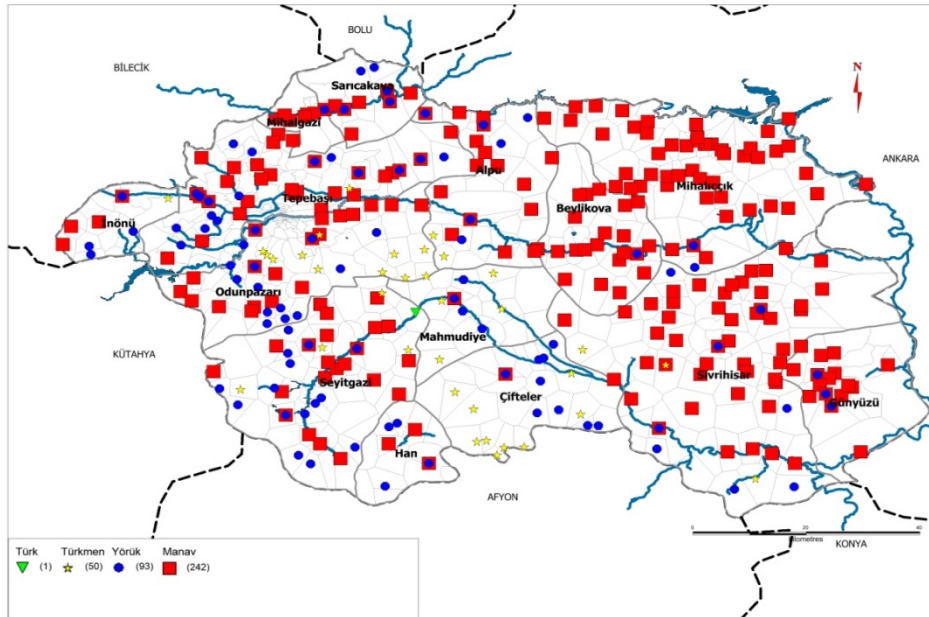 BOLU
BİLECİK
Sarıcakaya
N
Mihalgazi
ANKARA
Alpu
Mihalıççık
Tepebaşı
Beylikova
İnönü
Odunpazarı
KÜTAHYA
Mahmudiye
Seyitgazi
Sivrihisar
Çifteler
Günyüzü
Han
AFYON
0 20 40
kilometres
KONYA
Türk Türkmen Yörük Manav
(1) (50) (93) (242)